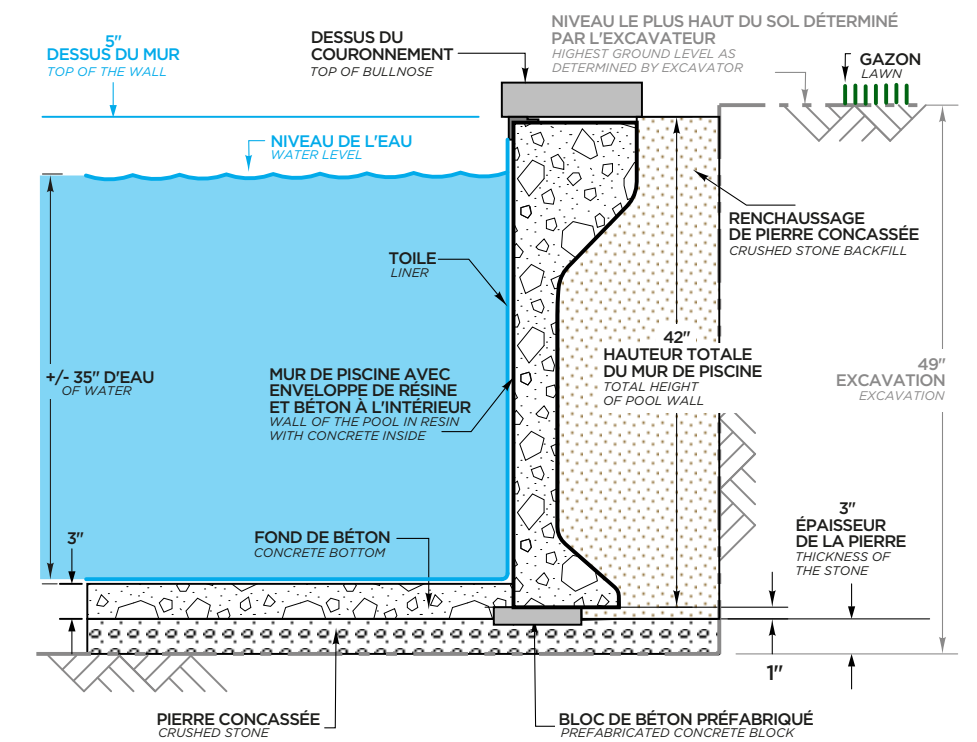 5"
DESSUS DU MUR
TOP OF THE WALL
DESSUS DU
COURONNEMENT
TOP OF BULLNOSE
NIVEAU LE PLUS HAUT DU SOL DÉTERMINÉ
PAR L'EXCAVATEUR
HIGHEST GROUND LEVEL AS
DETERMINED BY EXCAVATOR
GAZON
LAWN
NIVEAU DE L'EAU
WATER LEVEL
RENCHAUSSAGE
DE PIERRE CONCASSÉE
CRUSHED STONE BACKFILL
TOILE
LINER
42"
HAUTEUR TOTALE
DU MUR DE PISCINE
TOTAL HEIGHT
OF POOL WALL
49"
EXCAVATION
EXCAVATION
+/- 35" D'EAU
OF WATER
MUR DE PISCINE AVEC
ENVELOPPE DE RÉSINE
ET BÉTON À L'INTÉRIEUR
WALL OF THE POOL IN RESIN
WITH CONCRETE INSIDE
3"
FOND DE BÉTON
CONCRETE BOTTOM
3"
ÉPAISSEUR
DE LA PIERRE
THICKNESS OF
THE STONE
1"
PIERRE CONCASSÉE
CRUSHED STONE
BLOC DE BÉTON PRÉFABRIQUÉ
PREFABRICATED CONCRETE BLOCK